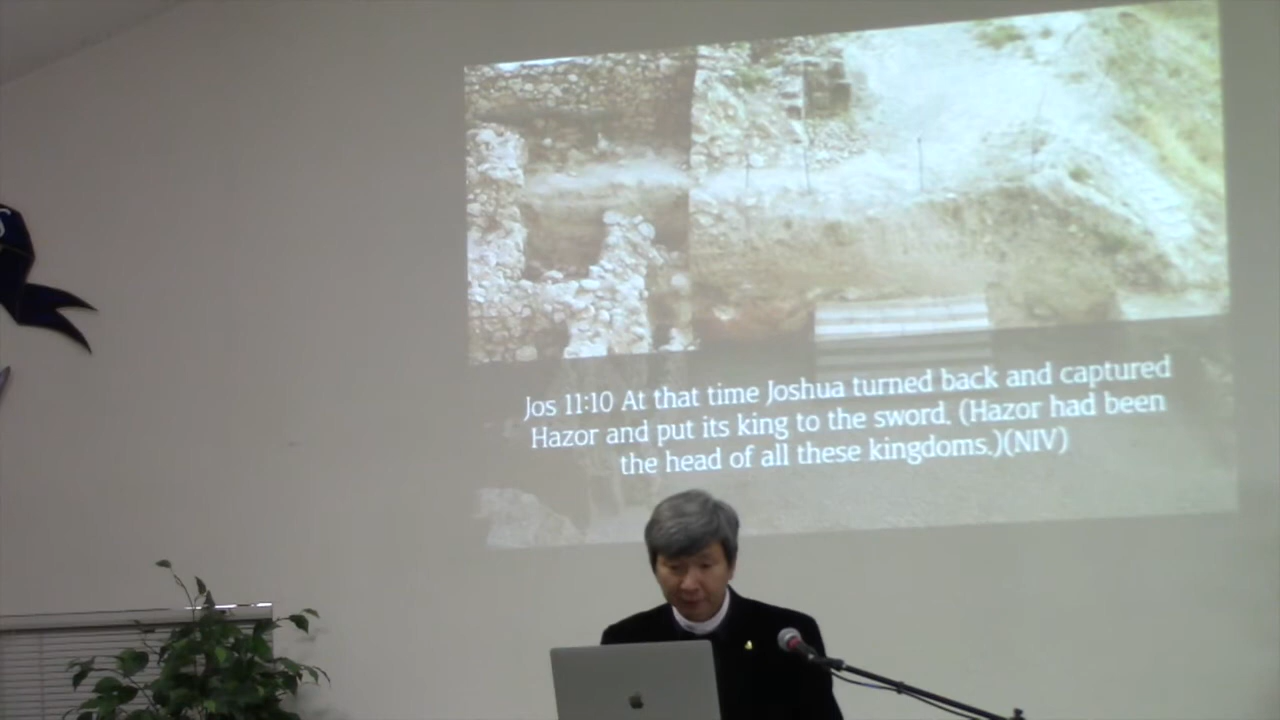 Jos 11:10 At that time Joshua turned back and captured
Hazor and put its king to the sword. (Hazor had been
the head of all these kingdoms.)(NIV)